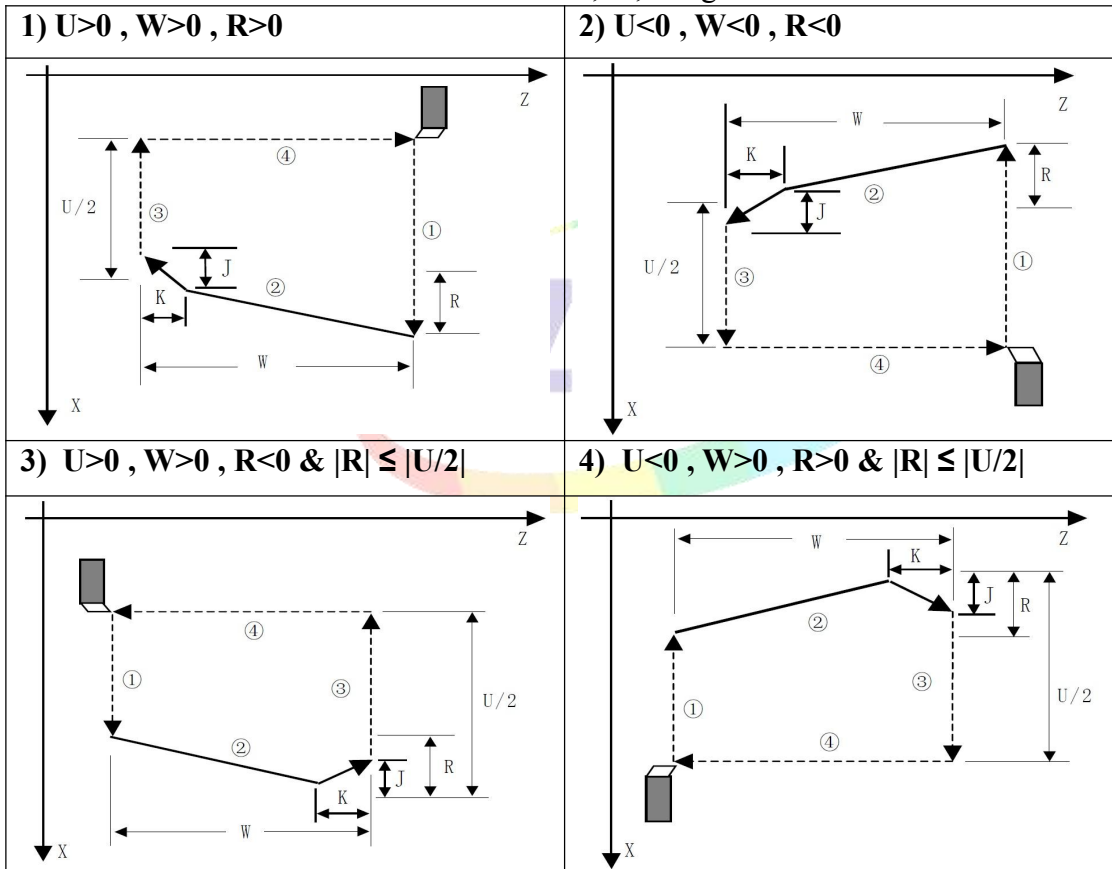 1) U>0 , W>0 , R>0
2) U<0 , W<0 , R<0
Z
④
U/2
③
①
J
②
K
R
W
X
Z
W
K
R
②
J
U/2
③
①
④
X
3) U>0 , W>0 , R<0 & |R| ≦ |U/2|
4) U<0 , W>0 , R>0 & |R| ≦ |U/2|
Z
④
①
③
U/2
②
R
J
K
W
X
Z
W
K
J
R
②
①
③
U/2
④
X